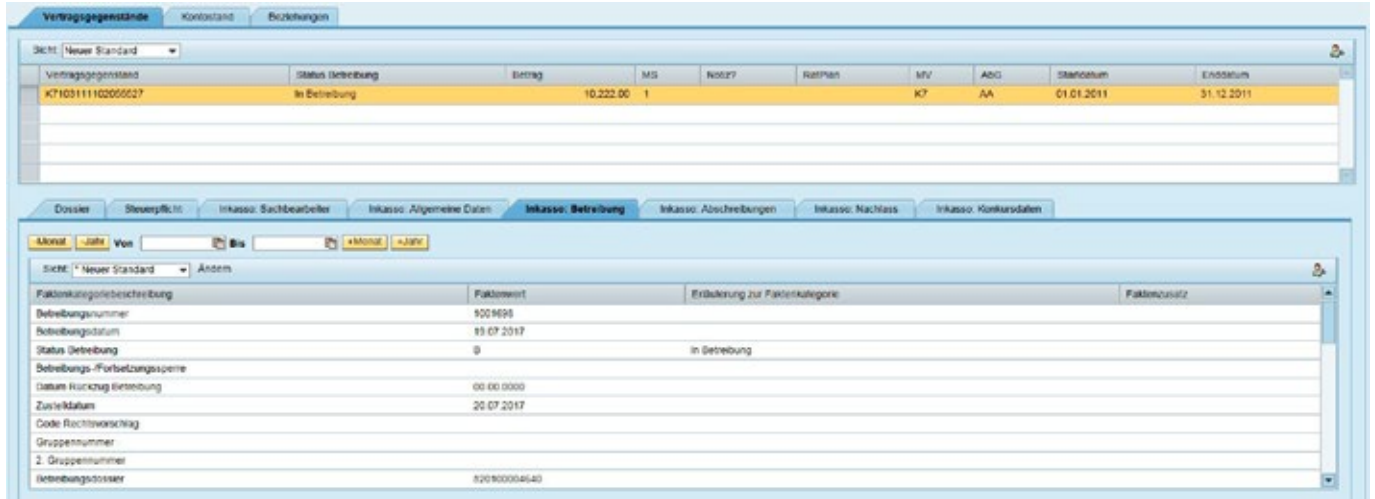 Vertragsgegenstände Kontostand Beziehungen
Sicht: Neuer Standard
Vertragsgegenstand Status Betreibung Betrag MS Notiz? RatPlan MV AbG Startdatum Enddatum
In Betreibung 10.222.00 1 K7 AA 01.01.2011 31.12.2011
Dossier Steuerpflicht Inkasso: Sachbearbeiter Inkasso: Allgemeine Daten Inkasso: Betreibung Inkasso: Abschreibungen Inkasso: Nachlass Inkasso: Konkursdaten
-Monat -Jahr Von Bis +Monat +Jahr
Sicht: * Neuer Standard Ändern
Faktenkategoriebeschreibung Faktenwert Erläuterung zur Faktenkategorie Faktenzusatz
Betreibungsnummer
Betreibungsdatum 19.07.2017
Status Betreibung B In Betreibung
Betreibungs-/Fortsetzungssperre
Datum Rückzug Betreibung 00.00.0000
Zustelldatum 20.07.2017
Code Rechtsvorschlag
Gruppennummer
2. Gruppennummer
Betreibungsdossier